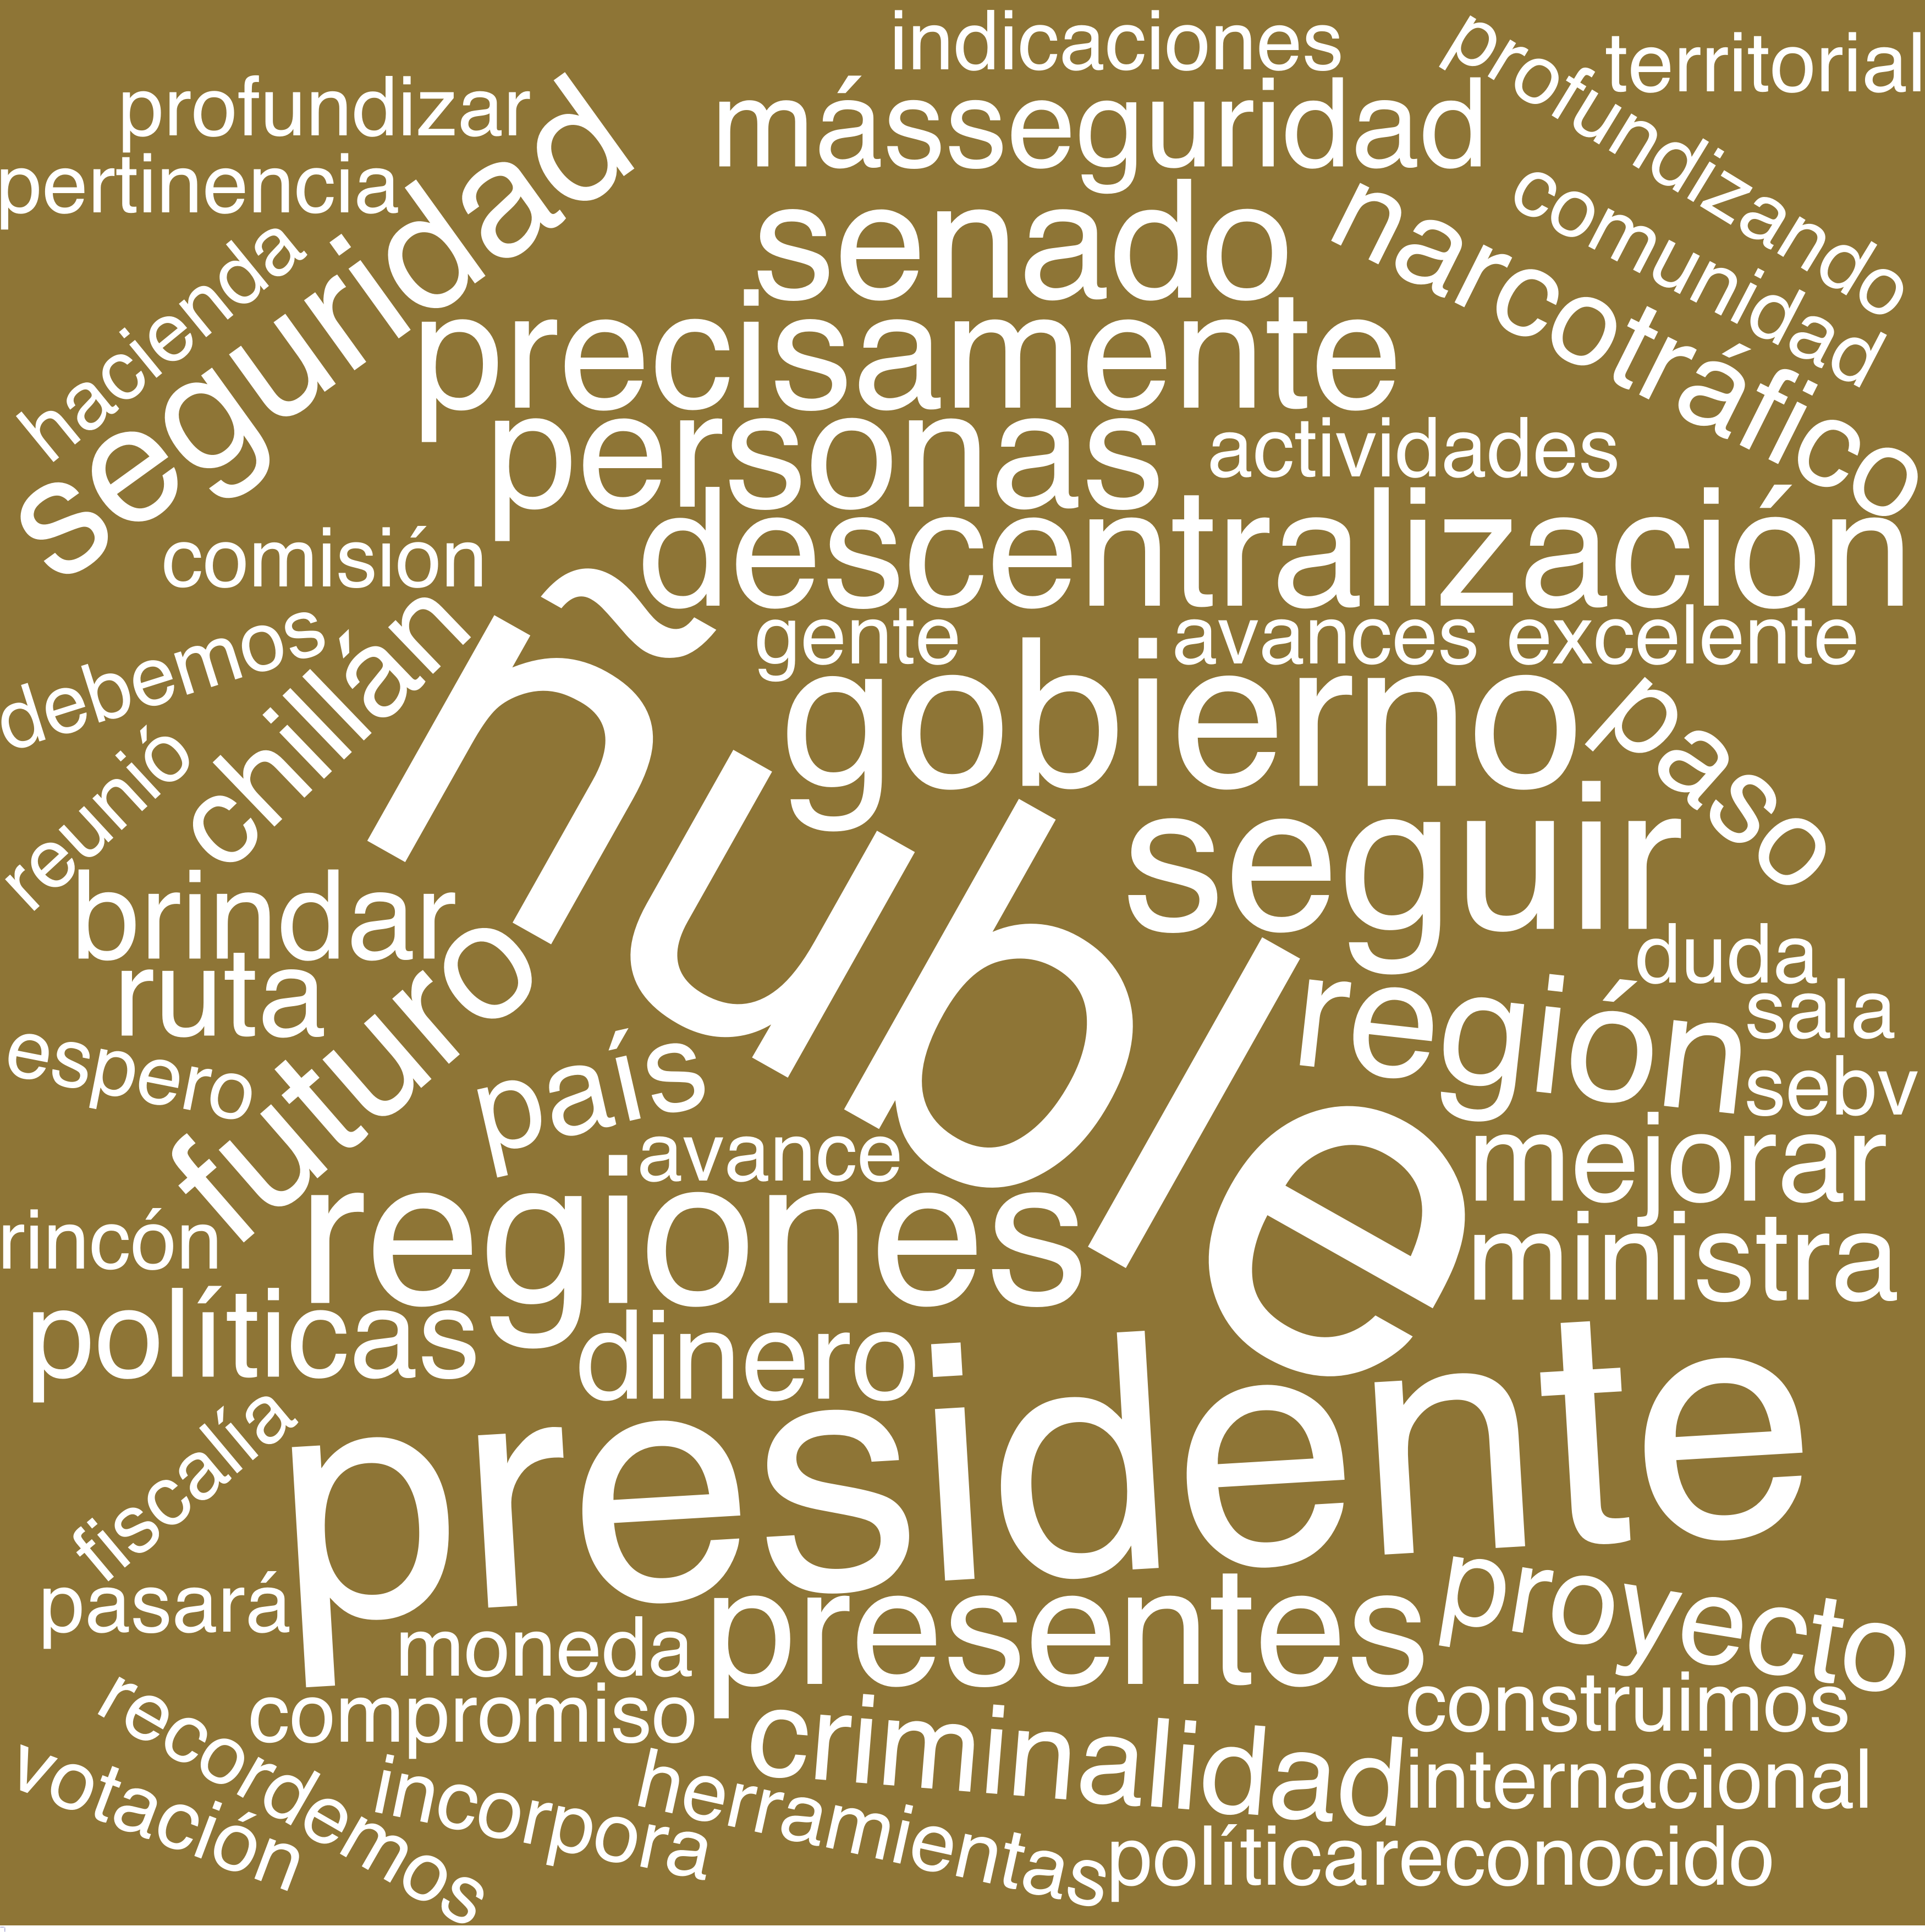 indicaciones
profundizando
territorial
profundizar
másseguridad
pertinencia
seguridad
senado
narcotráfico
comunidad
hacienda
precisamente
personas
actividades
descentralización
comisión
gente
avances
excelente
debemos
chillán
ñuble
gobierno
paso
reunió
seguir
brindar
duda
ruta
futuro
región
sala
espero
país
sebv
avance
mejorar
rincón
regiones
ministra
políticas
dinero
presidente
fiscalía
pasará
moneda
presentes
proyecto
recordemos
compromiso
criminalidad
construimos
votación
incorpora
herramientas
internacional
política
reconocido